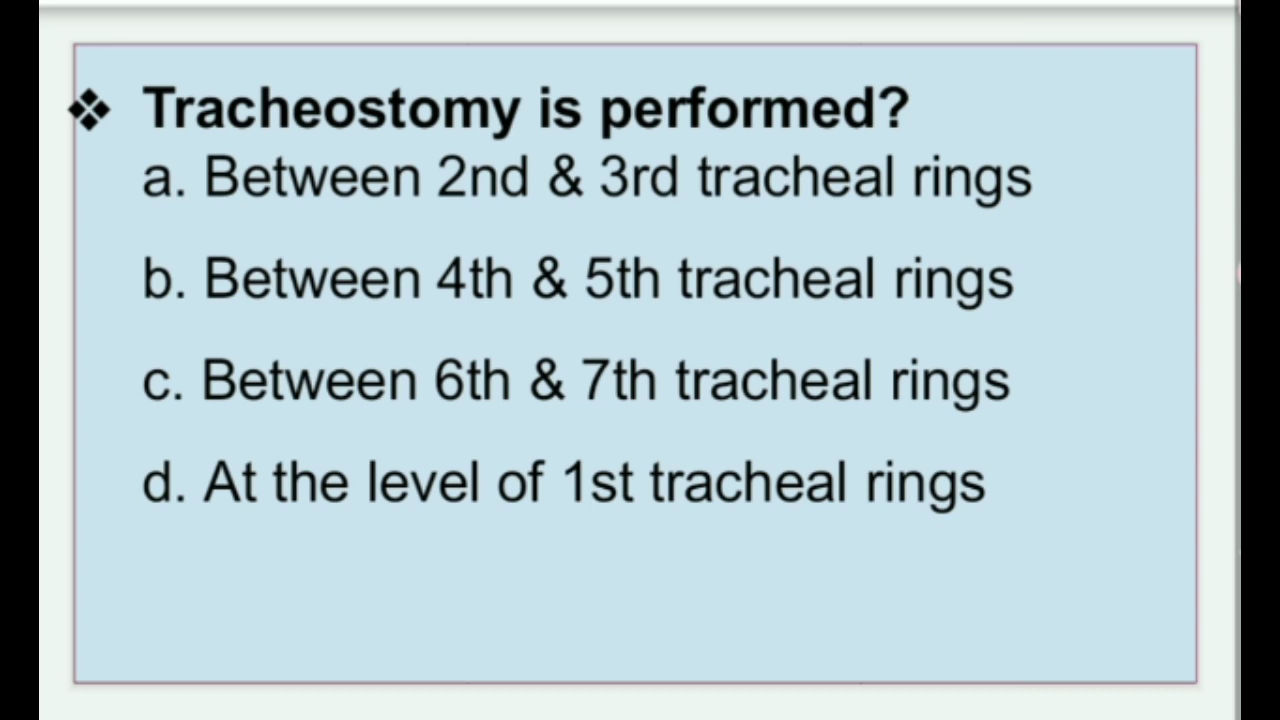 ❖ Tracheostomy is performed?
a. Between 2nd & 3rd tracheal rings
b. Between 4th & 5th tracheal rings
c. Between 6th & 7th tracheal rings
d. At the level of 1st tracheal rings